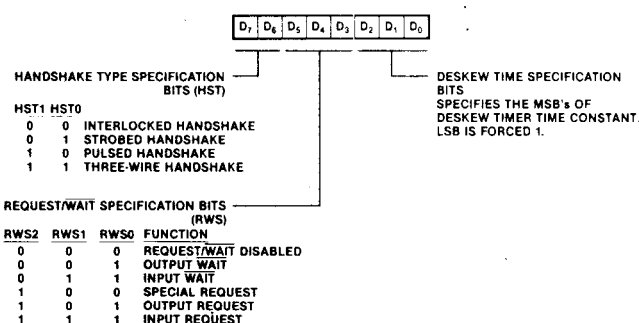 D7 D6 D5 D4 D3 D2 D1 D0
HANDSHAKE TYPE SPECIFICATION
BITS (HST)
HST1 HST0
0 0 INTERLOCKED HANDSHAKE
0 1 STROBED HANDSHAKE
1 0 PULSED HANDSHAKE
1 1 THREE-WIRE HANDSHAKE
DESKEW TIME SPECIFICATION
BITS
SPECIFIES THE MSB's OF
DESKEW TIMER TIME CONSTANT.
LSB IS FORCED 1.
REQUEST/WAIT SPECIFICATION BITS
(RWS)
RWS2 RWS1 RWS0 FUNCTION
0 0 0 REQUEST/WAIT DISABLED
0 0 1 OUTPUT WAIT
0 1 1 INPUT WAIT
1 0 0 SPECIAL REQUEST
1 0 1 OUTPUT REQUEST
1 1 1 INPUT REQUEST